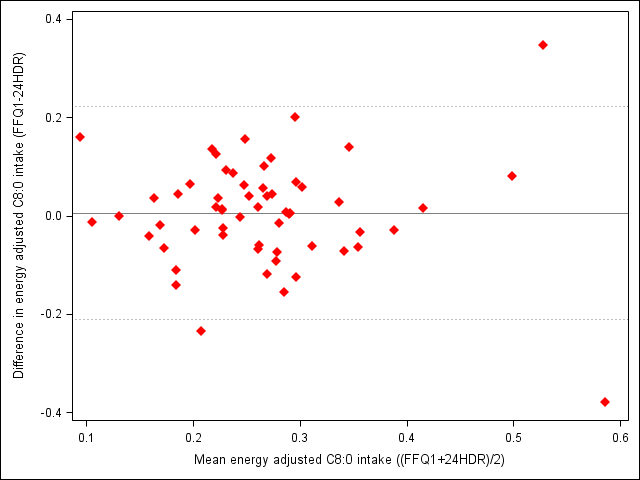 Difference in energy adjusted C8:0 intake (FFQ1-24HDR)
0.4
0.2
0.0
-0.2
-0.4
0.1 0.2 0.3 0.4 0.5 0.6
Mean energy adjusted C8:0 intake ((FFQ1+24HDR)/2)